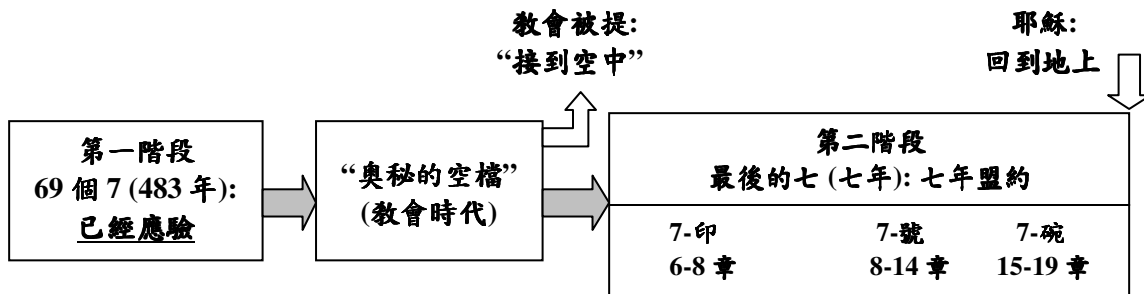 教會被提:
“接到空中”
耶穌:
回到地上
第一階段
69 個 7 (483 年):
已經應驗
“奧秘的空檔”
(教會時代)
第二階段
最後的七 (七年): 七年盟約
7-印 7-號 7-碗
6-8 章 8-14 章 15-19 章